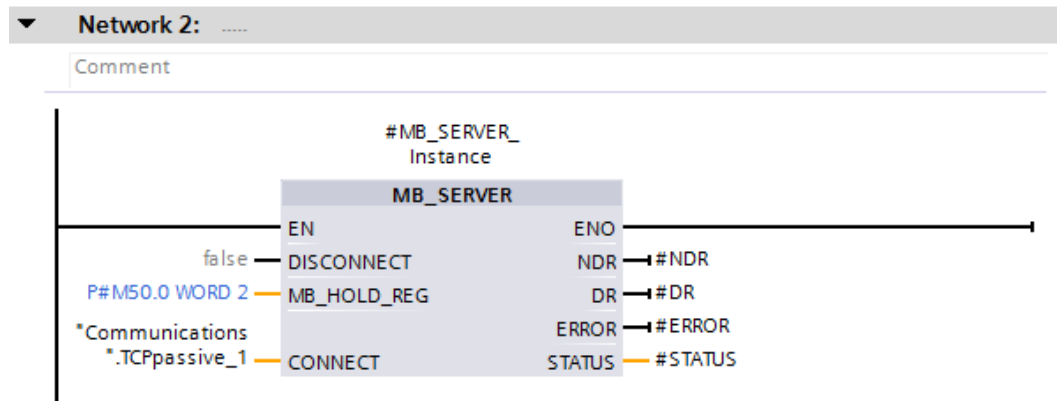 Network 2: .....
Comment
#MB_SERVER_
Instance
MB_SERVER
EN ENO
false DISCONNECT NDR #NDR
P#M50.0 WORD 2 MB_HOLD_REG DR #DR
"Communications ERROR #ERROR
".TCPpassive_1 CONNECT STATUS #STATUS